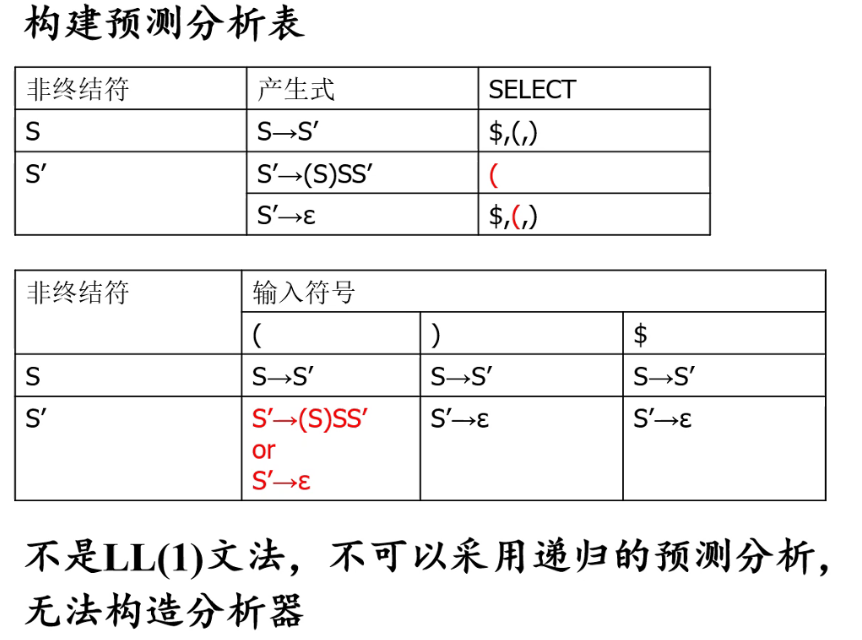 构建预测分析表
非终结符 产生式 SELECT
S S→S′ $,(,)
S′ S′→(S)SS′ (
S′→ε $,(,)
非终结符 输入符号
( ) $
S S→S′ S→S′ S→S′
S′ S′→(S)SS′ S′→ε S′→ε
or
S′→ε
不是LL(1)文法，不可以采用递归的预测分析，
无法构造分析器